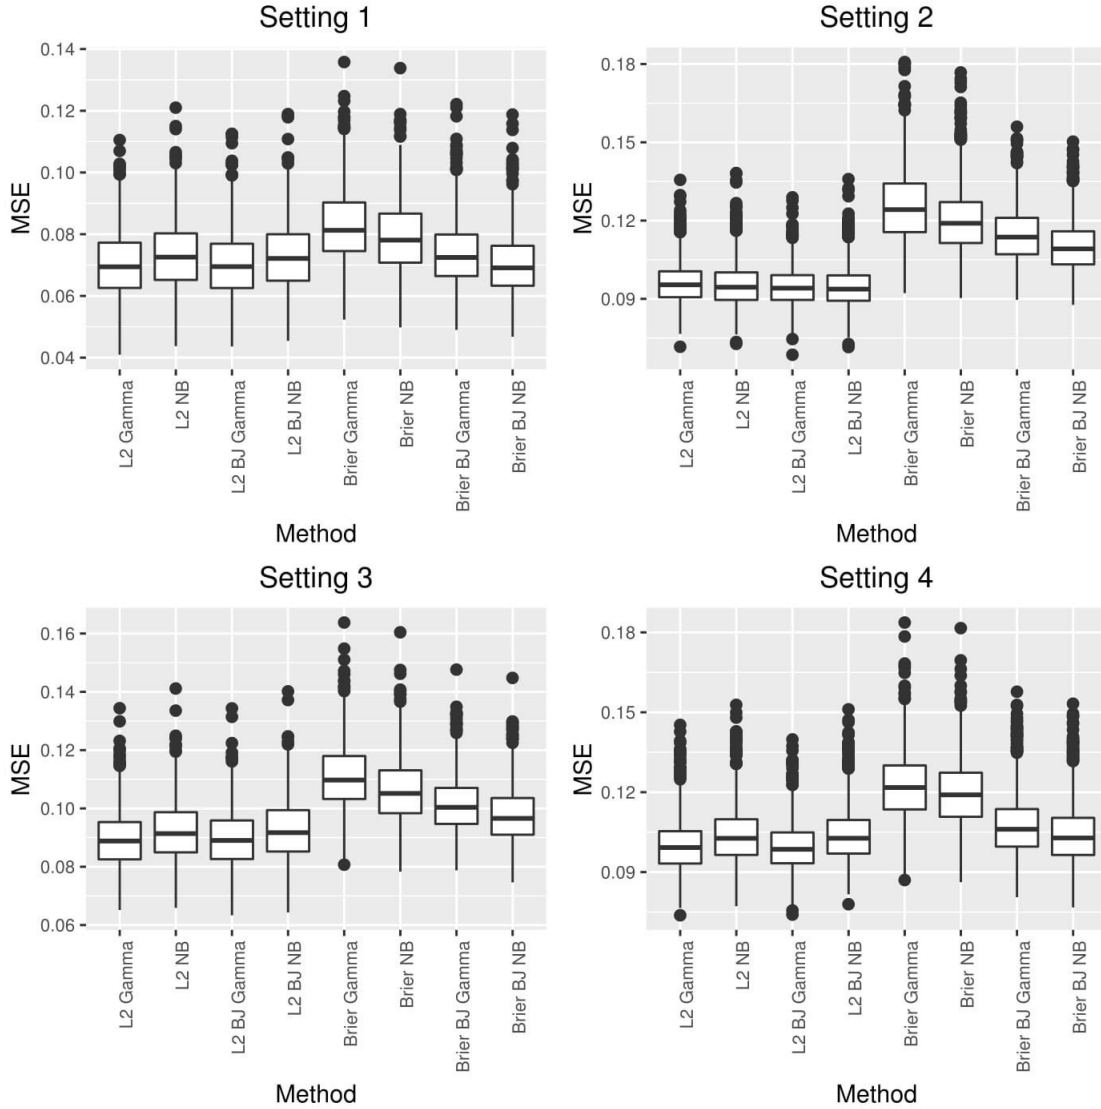 Setting 1
MSE
0.14
0.12
0.10
0.08
0.06
0.04
L2 Gamma
L2 NB
L2 BJ Gamma
L2 BJ NB
Brier Gamma
Brier NB
Brier BJ Gamma
Brier BJ NB
Method
Setting 2
MSE
0.18
0.15
0.12
0.09
L2 Gamma
L2 NB
L2 BJ Gamma
L2 BJ NB
Brier Gamma
Brier NB
Brier BJ Gamma
Brier BJ NB
Method
Setting 3
MSE
0.16
0.14
0.12
0.10
0.08
0.06
L2 Gamma
L2 NB
L2 BJ Gamma
L2 BJ NB
Brier Gamma
Brier NB
Brier BJ Gamma
Brier BJ NB
Method
Setting 4
MSE
0.18
0.15
0.12
0.09
L2 Gamma
L2 NB
L2 BJ Gamma
L2 BJ NB
Brier Gamma
Brier NB
Brier BJ Gamma
Brier BJ NB
Method